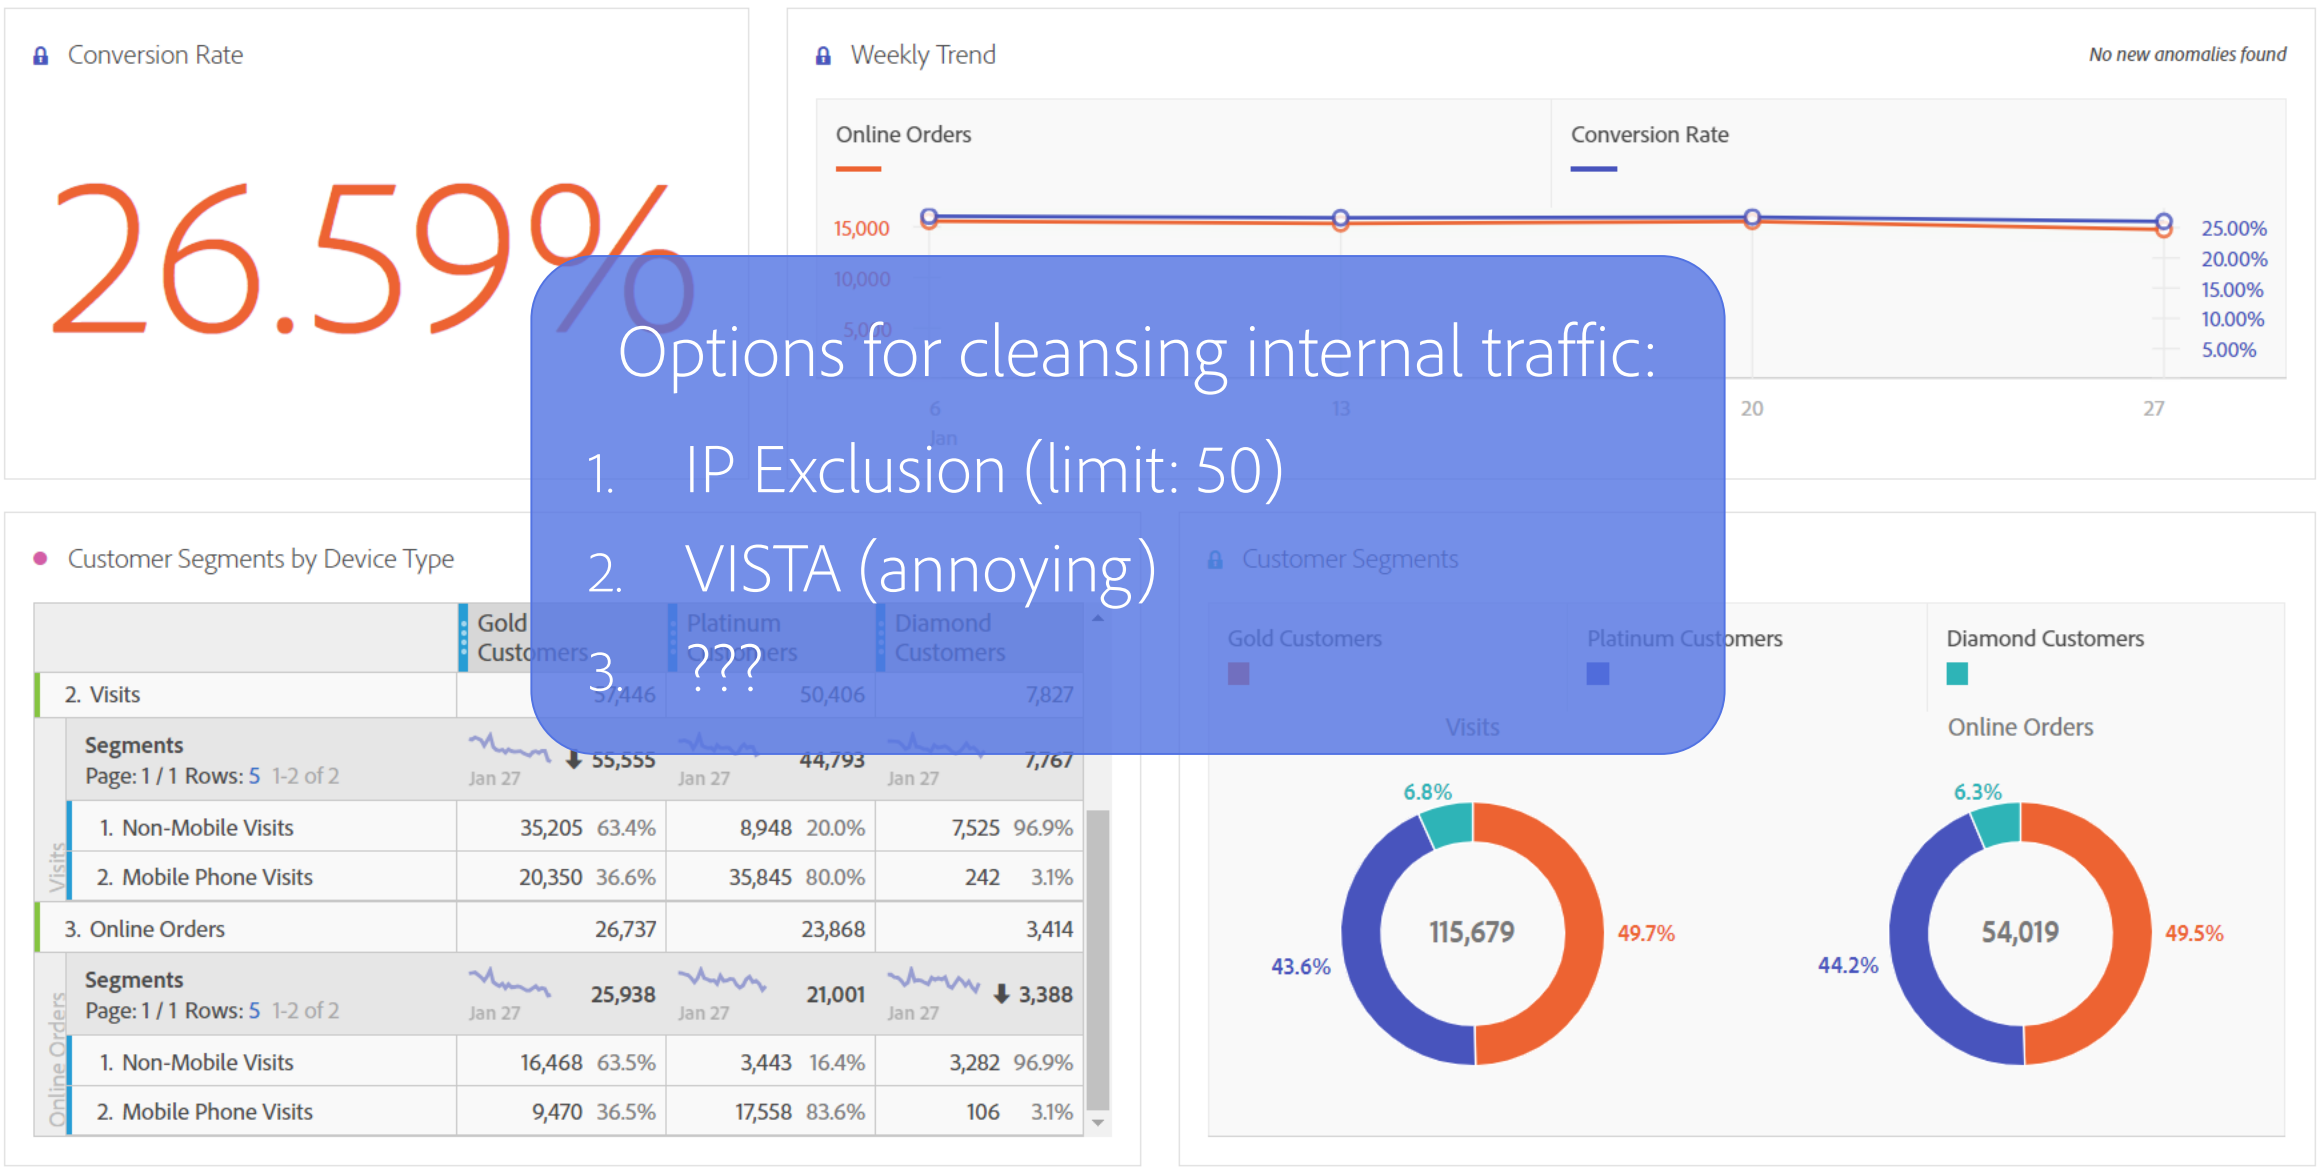 Conversion Rate
26.59%
Weekly Trend
No new anomalies found
Online Orders
Conversion Rate
15,000
10,000
5,000
25.00%
20.00%
15.00%
10.00%
5.00%
6
Jan
13
20
27
Options for cleansing internal traffic:
1. IP Exclusion (limit: 50)
2. VISTA (annoying)
3. ???
Customer Segments by Device Type
Gold Customers
Platinum Customers
Diamond Customers
2. Visits 57,446 50,406 7,827
Visits
Segments
Page: 1 / 1 Rows: 5 1-2 of 2
Jan 27 55,555
Jan 27 44,793
Jan 27 7,767
1. Non-Mobile Visits 35,205 63.4% 8,948 20.0% 7,525 96.9%
2. Mobile Phone Visits 20,350 36.6% 35,845 80.0% 242 3.1%
3. Online Orders 26,737 23,868 3,414
Online Orders
Segments
Page: 1 / 1 Rows: 5 1-2 of 2
Jan 27 25,938
Jan 27 21,001
Jan 27 3,388
1. Non-Mobile Visits 16,468 63.5% 3,443 16.4% 3,282 96.9%
2. Mobile Phone Visits 9,470 36.5% 17,558 83.6% 106 3.1%
Customer Segments
Gold Customers
Platinum Customers
Diamond Customers
Visits
6.8%
115,679
49.7%
43.6%
Online Orders
6.3%
54,019
49.5%
44.2%